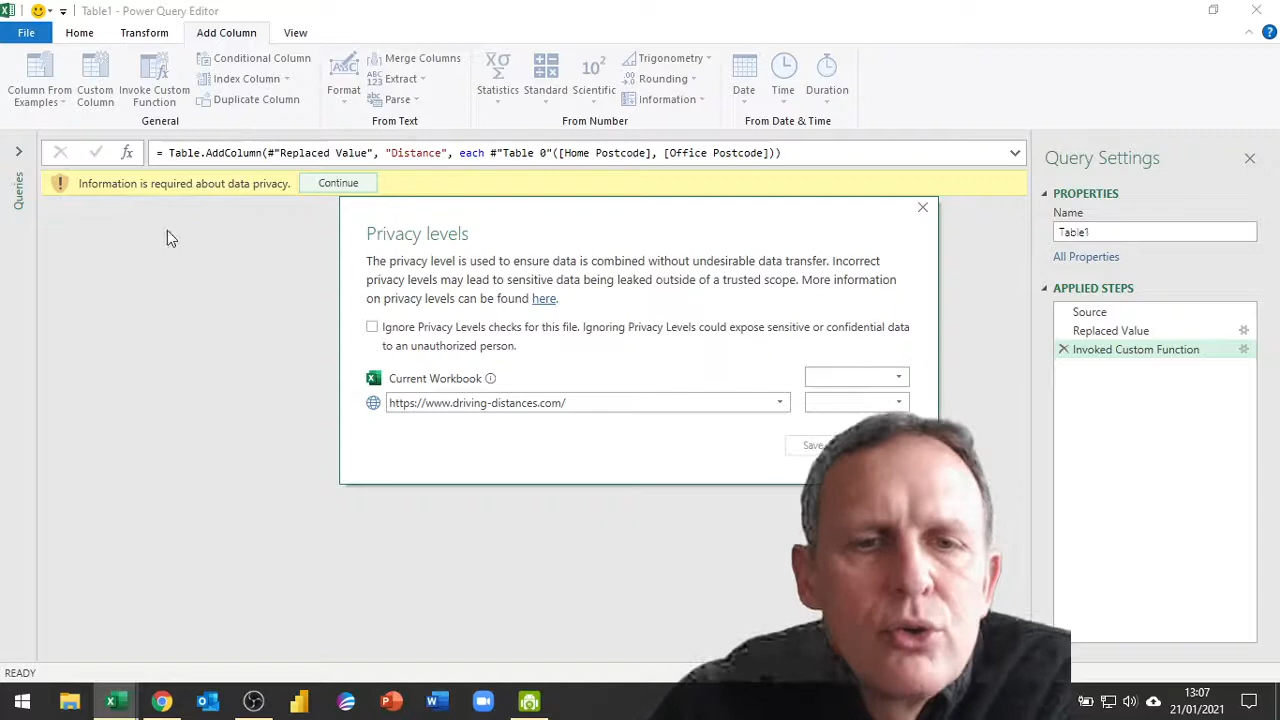 Table1 - Power Query Editor
File
Home
Transform
Add Column
View
Column From
Examples
Custom
Column
Invoke Custom
Function
Conditional Column
Index Column
Duplicate Column
General
Format
Merge Columns
Extract
Parse
From Text
Statistics
Standard
Scientific
Trigonometry
Rounding
Information
From Number
Date
Time
Duration
From Date & Time
= Table.AddColumn(#"Replaced Value", "Distance", each #"Table 0"([Home Postcode], [Office Postcode]))
Queries
Information is required about data privacy.
Continue
Privacy levels
The privacy level is used to ensure data is combined without undesirable data transfer. Incorrect
privacy levels may lead to sensitive data being leaked outside of a trusted scope. More information
on privacy levels can be found here.
Ignore Privacy Levels checks for this file. Ignoring Privacy Levels could expose sensitive or confidential data
to an unauthorized person.
Current Workbook
https://www.driving-distances.com/
Save
Query Settings
PROPERTIES
Name
Table1
All Properties
APPLIED STEPS
Source
Replaced Value
Invoked Custom Function
READY
13:07
21/01/2021